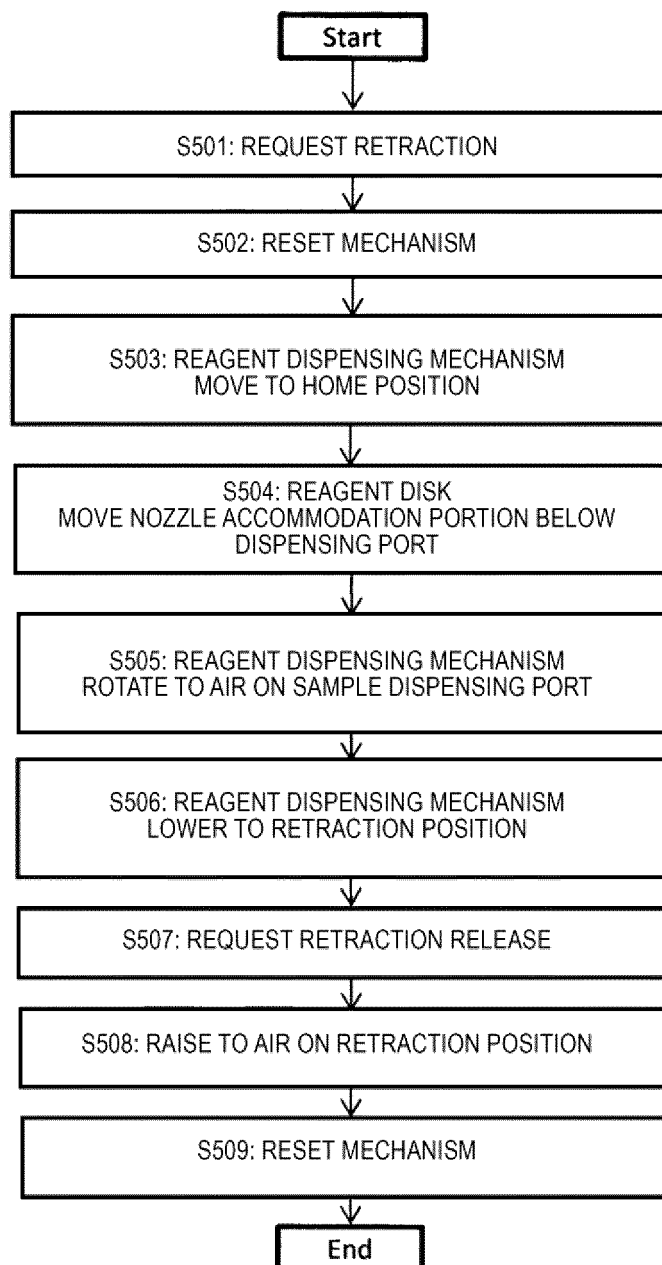 Start
S501: REQUEST RETRACTION
S502: RESET MECHANISM
S503: REAGENT DISPENSING MECHANISM
MOVE TO HOME POSITION
S504: REAGENT DISK
MOVE NOZZLE ACCOMMODATION PORTION BELOW
DISPENSING PORT
S505: REAGENT DISPENSING MECHANISM
ROTATE TO AIR ON SAMPLE DISPENSING PORT
S506: REAGENT DISPENSING MECHANISM
LOWER TO RETRACTION POSITION
S507: REQUEST RETRACTION RELEASE
S508: RAISE TO AIR ON RETRACTION POSITION
S509: RESET MECHANISM
End